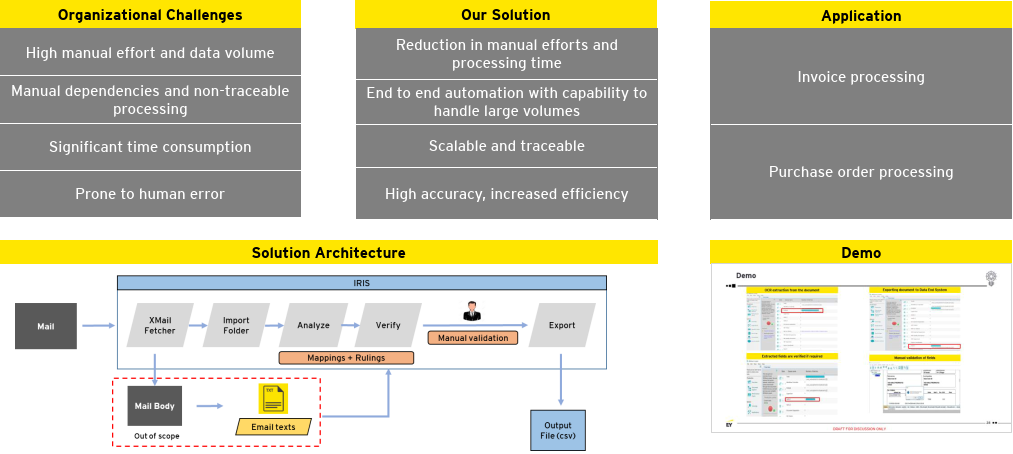 Organizational Challenges
High manual effort and data volume
Manual dependencies and non-traceable
processing
Significant time consumption
Prone to human error
Our Solution
Reduction in manual efforts and
processing time
End to end automation with capability to
handle large volumes
Scalable and traceable
High accuracy, increased efficiency
Application
Invoice processing
Purchase order processing
Solution Architecture
IRIS
Mail
XMail
Fetcher
Import
Folder
Analyze
Verify
Manual validation
Export
Mappings + Rulings
Mail Body
Out of scope
TXT
Email texts
Output
File (csv)
Demo
Demo
OCR extraction from the document
Exporting document to Data End System
Extracted fields are verified if required
Manual validation of fields
EY
DRAFT FOR DISCUSSION ONLY